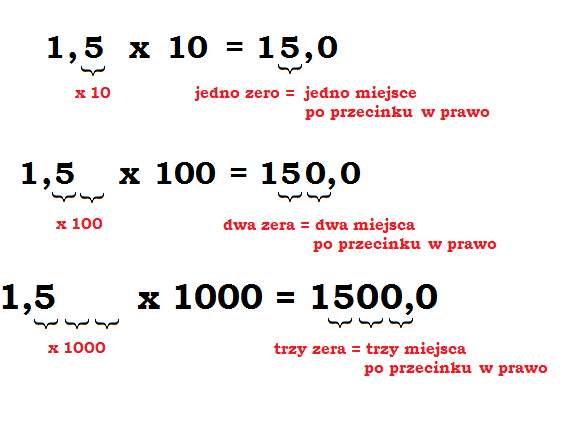 1,5 x 10 = 15,0
x 10 jedno zero = jedno miejsce
po przecinku w prawo
1,5 x 100 = 150,0
x 100 dwa zera = dwa miejsca
po przecinku w prawo
1,5 x 1000 = 1500,0
x 1000 trzy zera = trzy miejsca
po przecinku w prawo